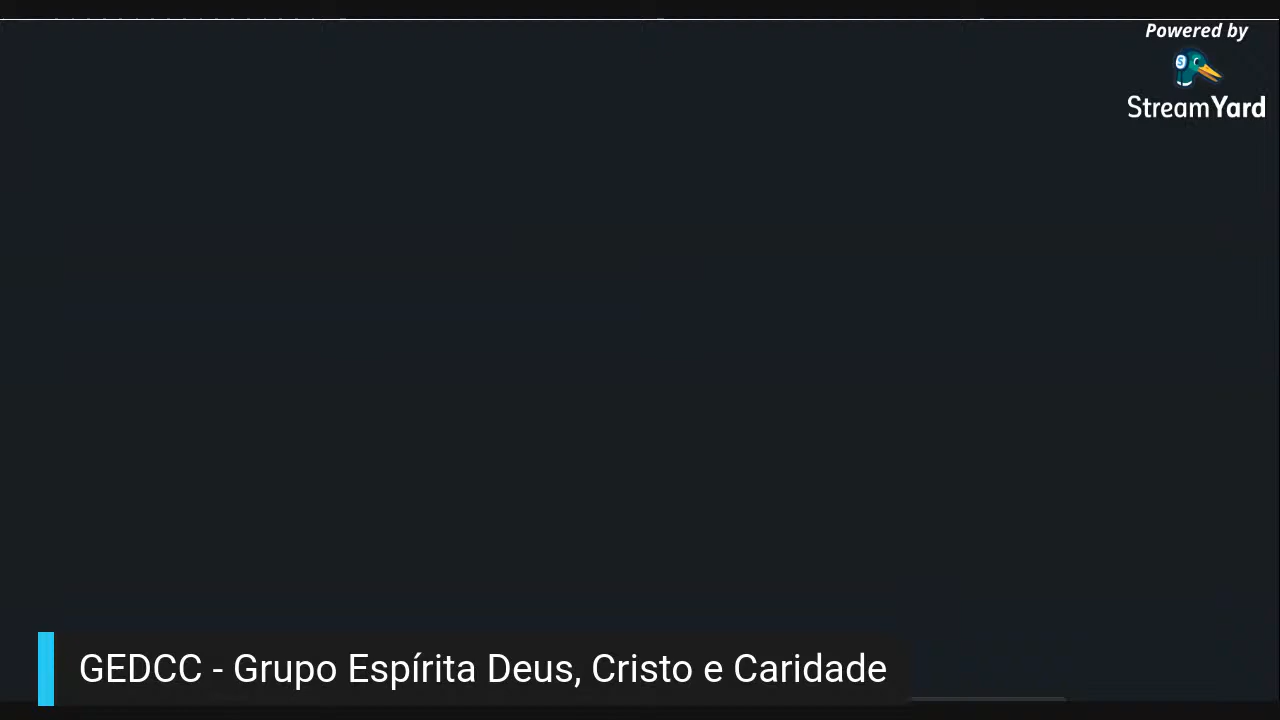 Powered by
S
StreamYard
GEDCC - Grupo Espírita Deus, Cristo e Caridade